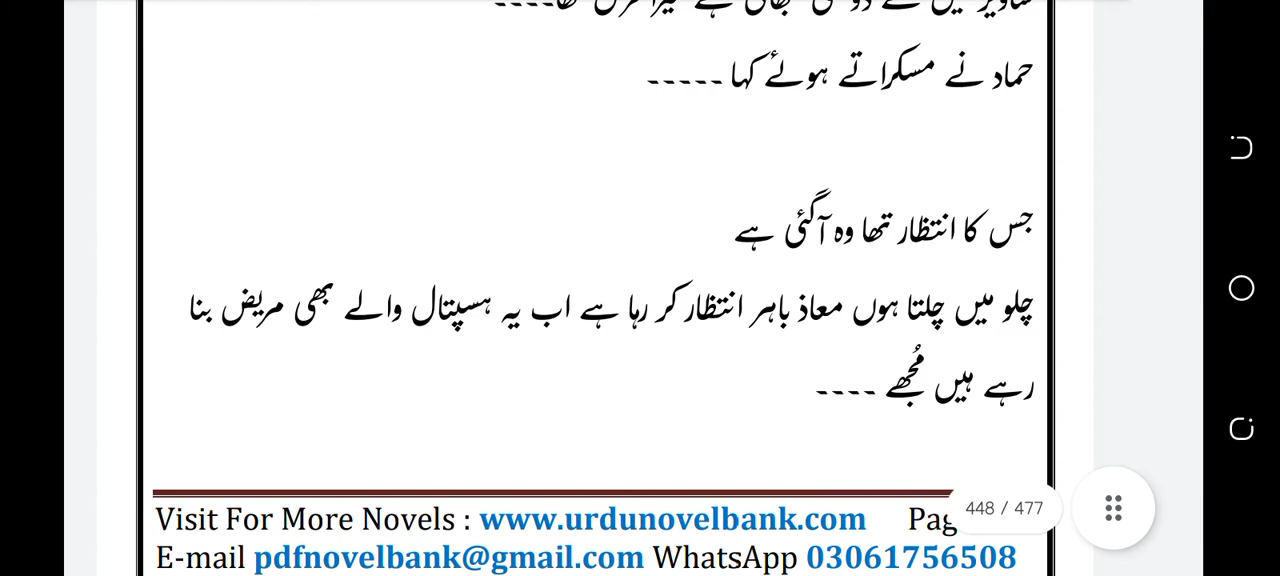 حماد نے مسکراتے ہوئے کہا -----
جس کا انتظار تھا وہ آگئی ہے
چلو میں چلتا ہوں معاذ باہر انتظار کر رہا ہے اب یہ ہسپتال والے بھی مریض بنا
رہے ہیں مُجھے ----
Visit For More Novels : www.urdunovelbank.com Pag
448 / 477
E-mail pdfnovelbank@gmail.com WhatsApp 03061756508